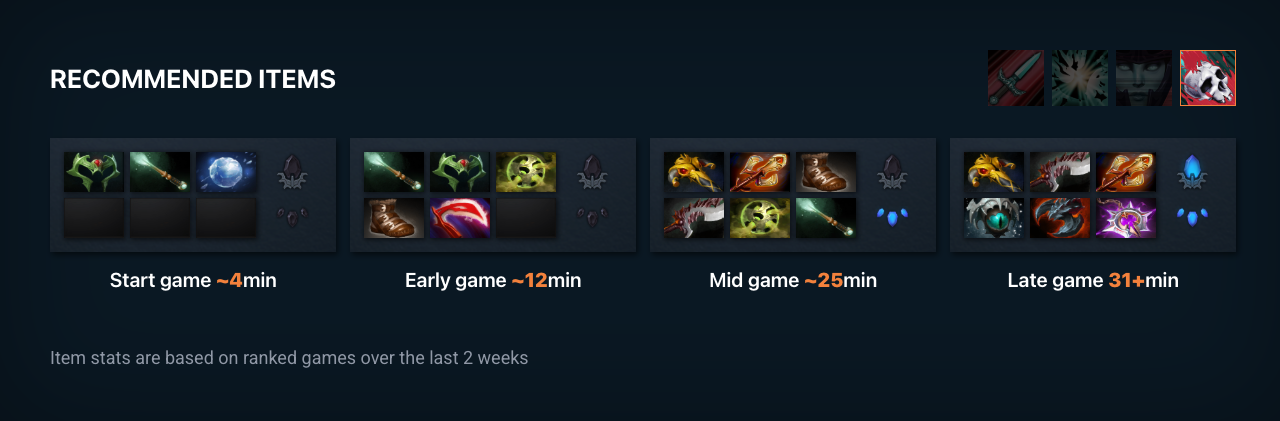 RECOMMENDED ITEMS
Start game ~4min
Early game ~12min
Mid game ~25min
Late game 31+min
Item stats are based on ranked games over the last 2 weeks